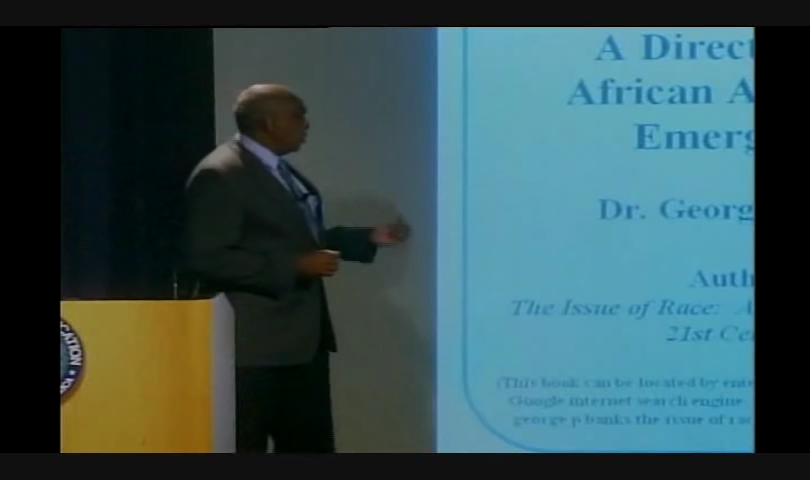 A Direct
African A
Emerg
Dr. Georg
Auth
The Issue of Race: A
21st Ce
(This book can be located by ente
Google internet search engine
george p banks the issue of rac